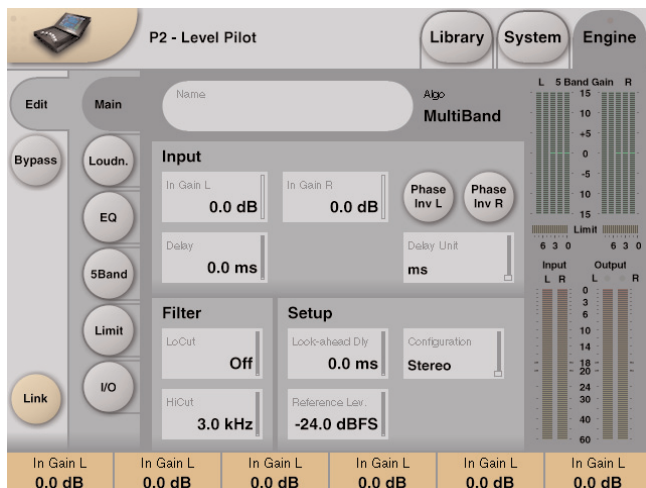 P2 - Level Pilot
Library
System
Engine
Edit
Main
Name
Algo
MultiBand
L 5 Band Gain R
15
10
+5
0
-5
10
15
Limit
6 3 0 6 3 0
Bypass
Loudn.
Input
In Gain L
0.0 dB
In Gain R
0.0 dB
Phase
Inv L
Phase
Inv R
EQ
Delay
0.0 ms
Delay Unit
ms
5Band
Input Output
L R L R
0
3
6
10
14
18
20
24
30
40
60
Filter
Setup
Limit
LoCut
Off
Look-ahead Dly
0.0 ms
Configuration
Stereo
Link
I/O
HiCut
3.0 kHz
Reference Lev.
-24.0 dBFS
In Gain L In Gain L In Gain L In Gain L In Gain L In Gain L
0.0 dB 0.0 dB 0.0 dB 0.0 dB 0.0 dB 0.0 dB